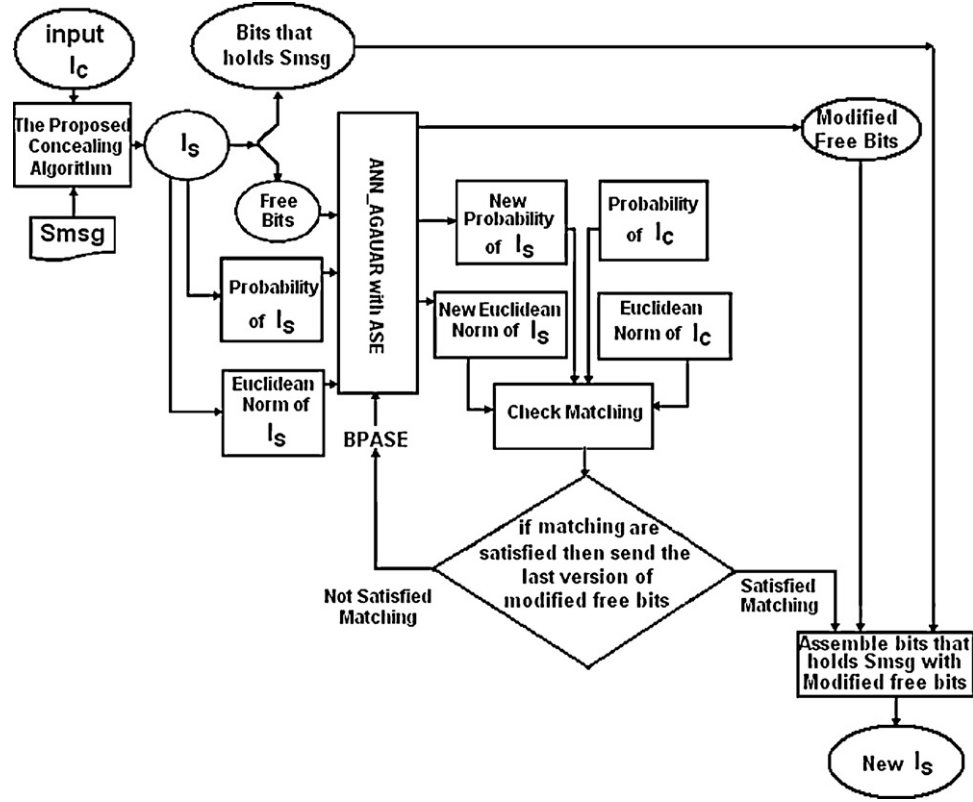 input
Ic
Bits that
holds Smsg
The Proposed
Concealing
Algorithm
Is
Smsg
Free
Bits
Probability
of Is
Euclidean
Norm of
Is
ANN_AGAUAR with ASE
BPASE
Modified
Free Bits
New
Probability
of Is
Probability
of Ic
New Euclidean
Norm of Is
Euclidean
Norm of Ic
Check Matching
if matching are
satisfied then send the
last version of
modified free bits
Not Satisfied
Matching
Satisfied
Matching
Assemble bits that
holds Smsg with
Modified free bits
New Is